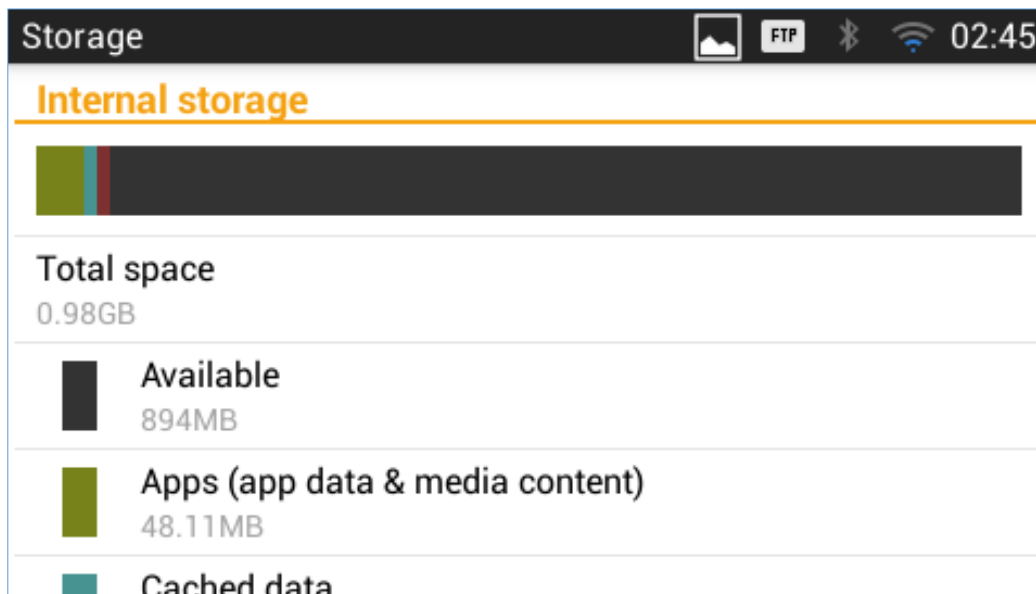 Storage FTP 02:45
Internal storage
Total space
0.98GB
Available
894MB
Apps (app data & media content)
48.11MB
Cached data